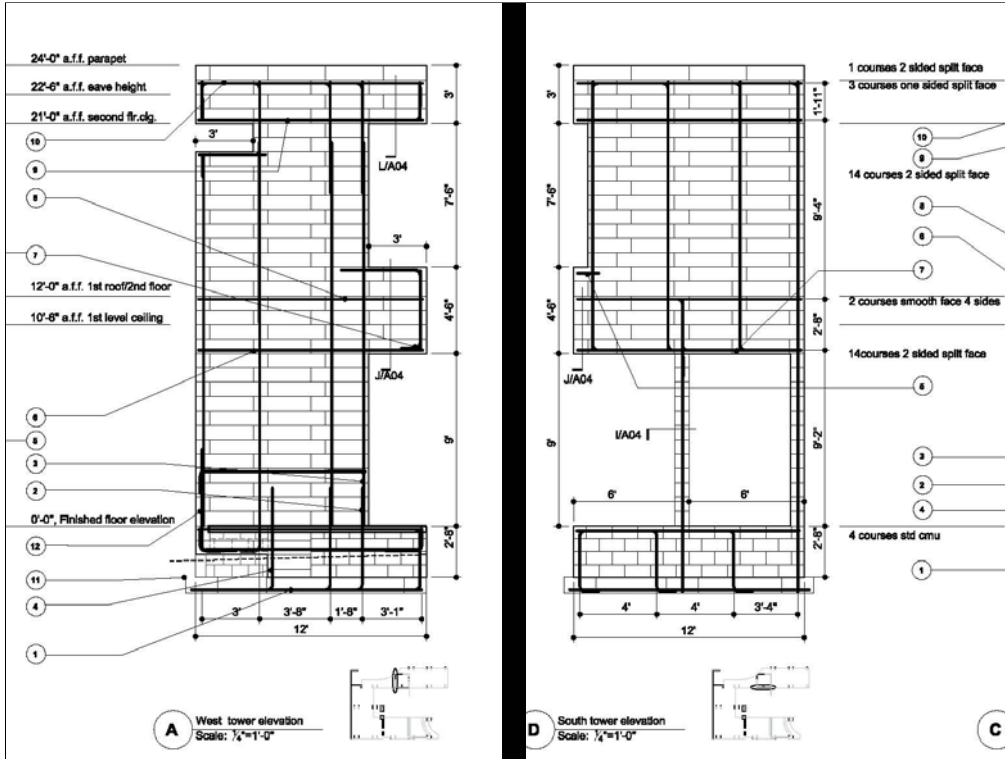 24'-0" a.f.f. parapet
22'-6" a.f.f. eave height
21'-0" a.f.f. second flr.clg.
10
9
8
7
12'-0" a.f.f. 1st roof/2nd floor
10'-6" a.f.f. 1st level ceiling
6
5
3
2
0'-0", Finished floor elevation
12
11
4
1
3'
3'
L/A04
7'-6"
3'
4'-6"
J/A04
9'
2'-8"
3'
3'-8"
1'-8"
3'-1"
12'
A
West tower elevation
Scale: ¼"=1'-0"
3'
1'-11"
7'-6"
9'-4"
4'-6"
2'-8"
J/A04
I/A04
9'
9'-2"
6'
6'
2'-8"
4'
4'
3'-4"
12'
D
South tower elevation
Scale: ¼"=1'-0"
1 courses 2 sided split face
3 courses one sided split face
10
9
14 courses 2 sided split face
8
6
7
2 courses smooth face 4 sides
14courses 2 sided split face
5
3
2
4
4 courses std cmu
1
C